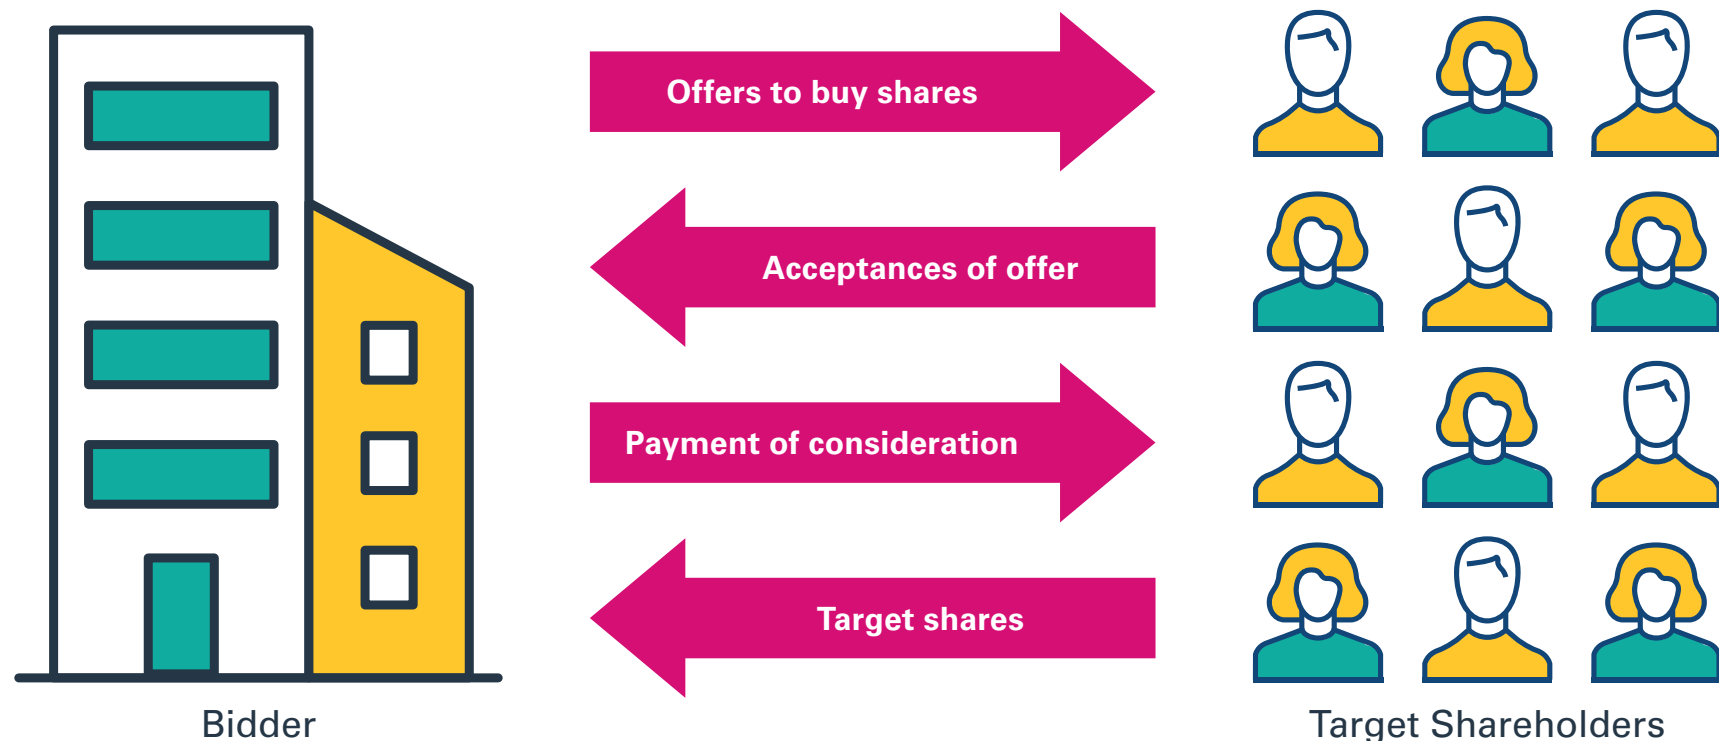 Offers to buy shares
Acceptances of offer
Payment of consideration
Target shares
Bidder
Target Shareholders